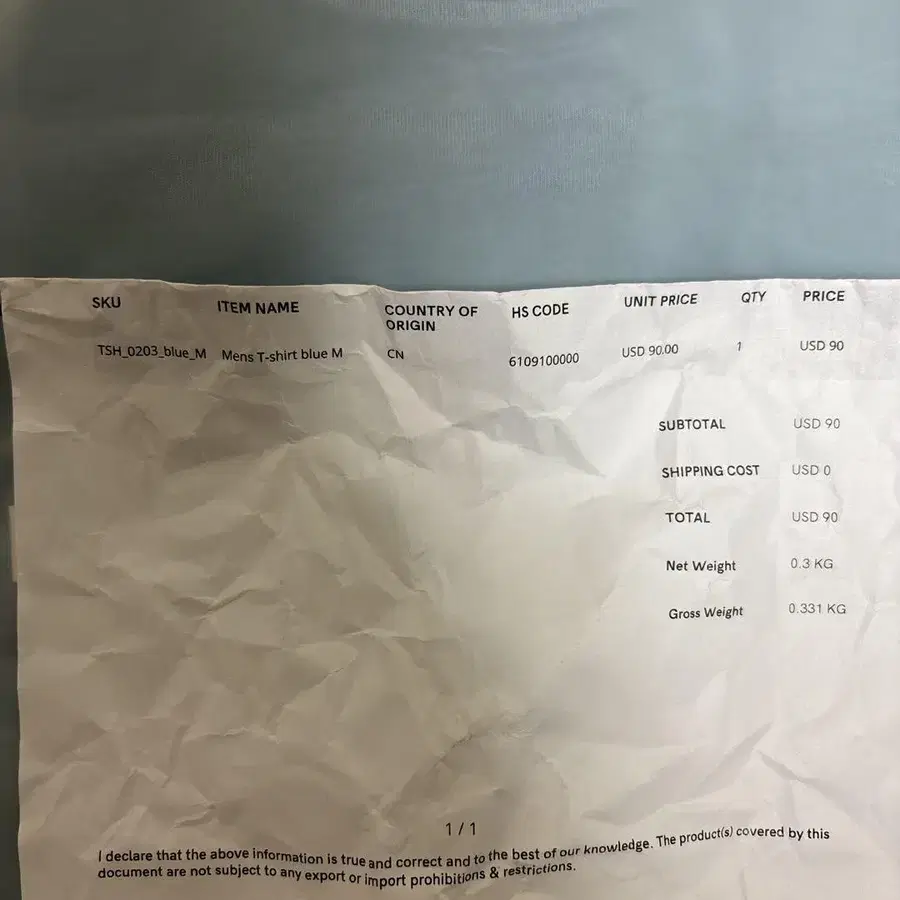 SKU ITEM NAME COUNTRY OF ORIGIN HS CODE UNIT PRICE QTY PRICE
TSH_0203_blue_M Mens T-shirt blue M CN 6109100000 USD 90.00 1 USD 90
SUBTOTAL USD 90
SHIPPING COST USD 0
TOTAL USD 90
Net Weight 0.3 KG
Gross Weight 0.331 KG
1 / 1
I declare that the above information is true and correct and to the best of our knowledge. The product(s) covered by this
document are not subject to any export or import prohibitions & restrictions.